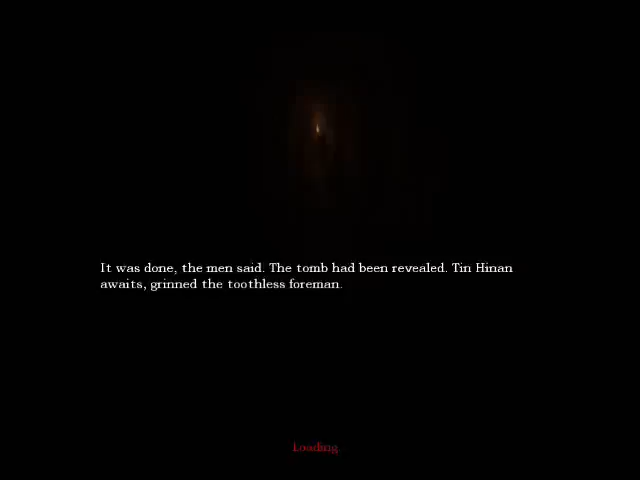 It was done, the men said. The tomb had been revealed. Tin Hinan
awaits, grinned the toothless foreman.
Loading.